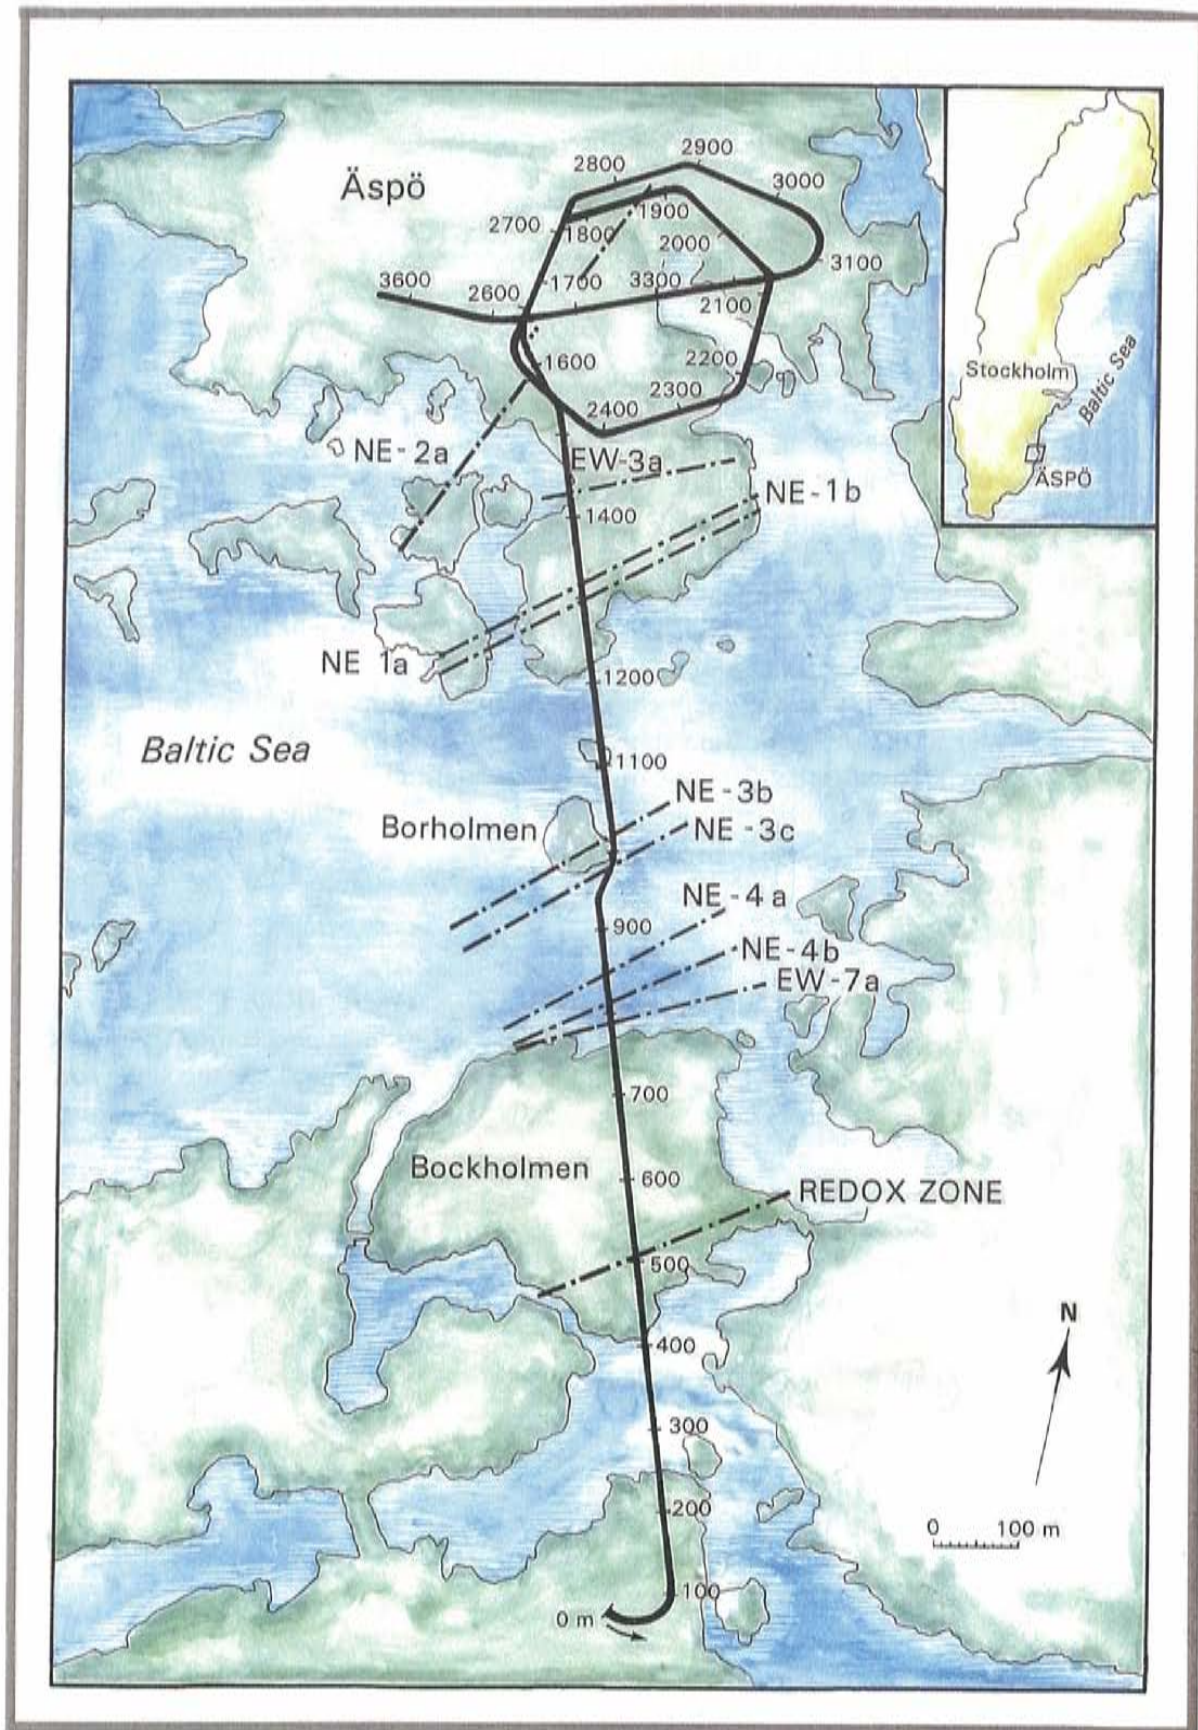 2900
2800
3000
Äspö
1900
2700
1800
2000
3100
3600
1700
3300
2600
2100
1600
2200
2300
2400
Stockholm
Baltic Sea
ÄSPÖ
NE-2a
EW-3a
NE-1b
1400
NE 1a
1200
Baltic Sea
1100
NE-3b
Borholmen
NE-3c
NE-4a
900
NE-4b
EW-7a
700
Bockholmen
600
REDOX ZONE
500
N
400
300
200
0 100 m
100
0 m